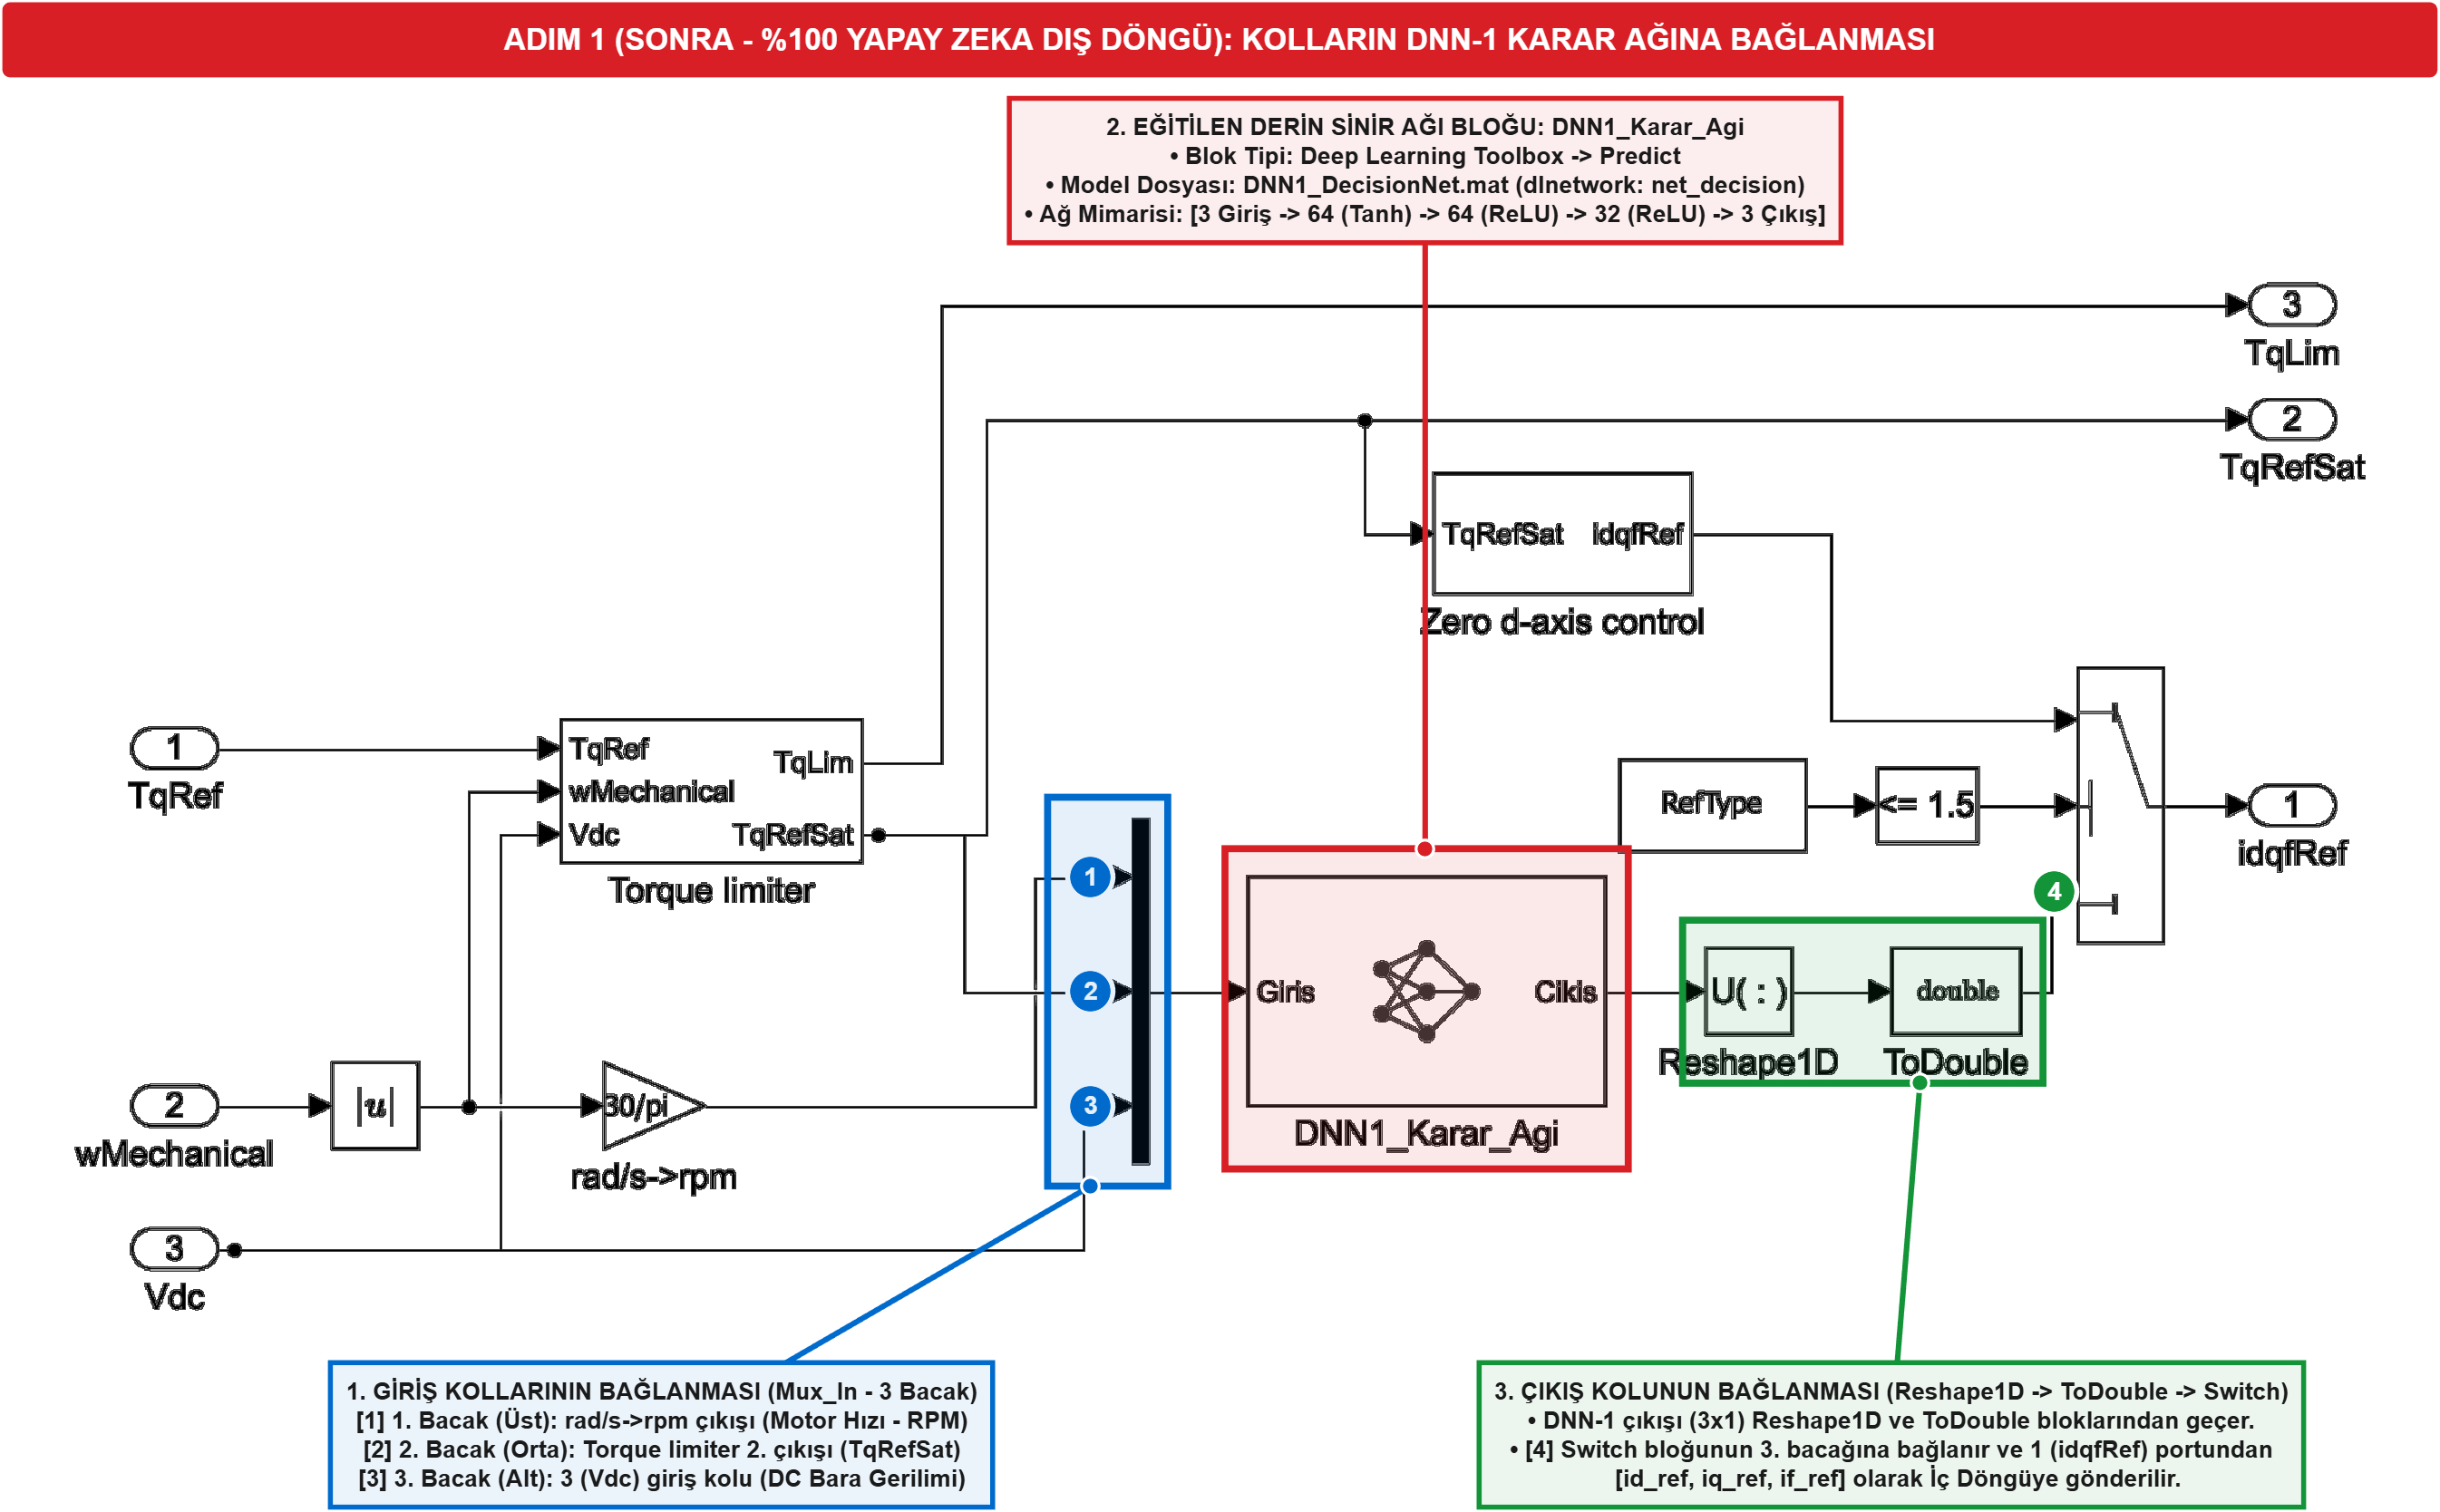 ADIM 1 (SONRA - %100 YAPAY ZEKA DIŞ DÖNGÜ): KOLLARIN DNN-1 KARAR AĞINA BAĞLANMASI
2. EĞİTİLEN DERİN SİNİR AĞI BLOĞU: DNN1_Karar_Agi
• Blok Tipi: Deep Learning Toolbox -> Predict
• Model Dosyası: DNN1_DecisionNet.mat (dlnetwork: net_decision)
• Ağ Mimarisi: [3 Giriş -> 64 (Tanh) -> 64 (ReLU) -> 32 (ReLU) -> 3 Çıkış]
3
TqLim
2
TqRefSat
TqRefSat idqfRef
Zero d-axis control
1
TqRef
TqRef
wMechanical
Vdc
TqLim
TqRefSat
Torque limiter
RefType
<= 1.5
1
idqfRef
1
2
3
4
Giris
Cikis
DNN1_Karar_Agi
U( : )
Reshape1D
double
ToDouble
2
wMechanical
|u|
30/pi
rad/s->rpm
3
Vdc
1. GİRİŞ KOLLARININ BAĞLANMASI (Mux_In - 3 Bacak)
[1] 1. Bacak (Üst): rad/s->rpm çıkışı (Motor Hızı - RPM)
[2] 2. Bacak (Orta): Torque limiter 2. çıkışı (TqRefSat)
[3] 3. Bacak (Alt): 3 (Vdc) giriş kolu (DC Bara Gerilimi)
3. ÇIKIŞ KOLUNUN BAĞLANMASI (Reshape1D -> ToDouble -> Switch)
• DNN-1 çıkışı (3x1) Reshape1D ve ToDouble bloklarından geçer.
• [4] Switch bloğunun 3. bacağına bağlanır ve 1 (idqfRef) portundan
[id_ref, iq_ref, if_ref] olarak İç Döngüye gönderilir.